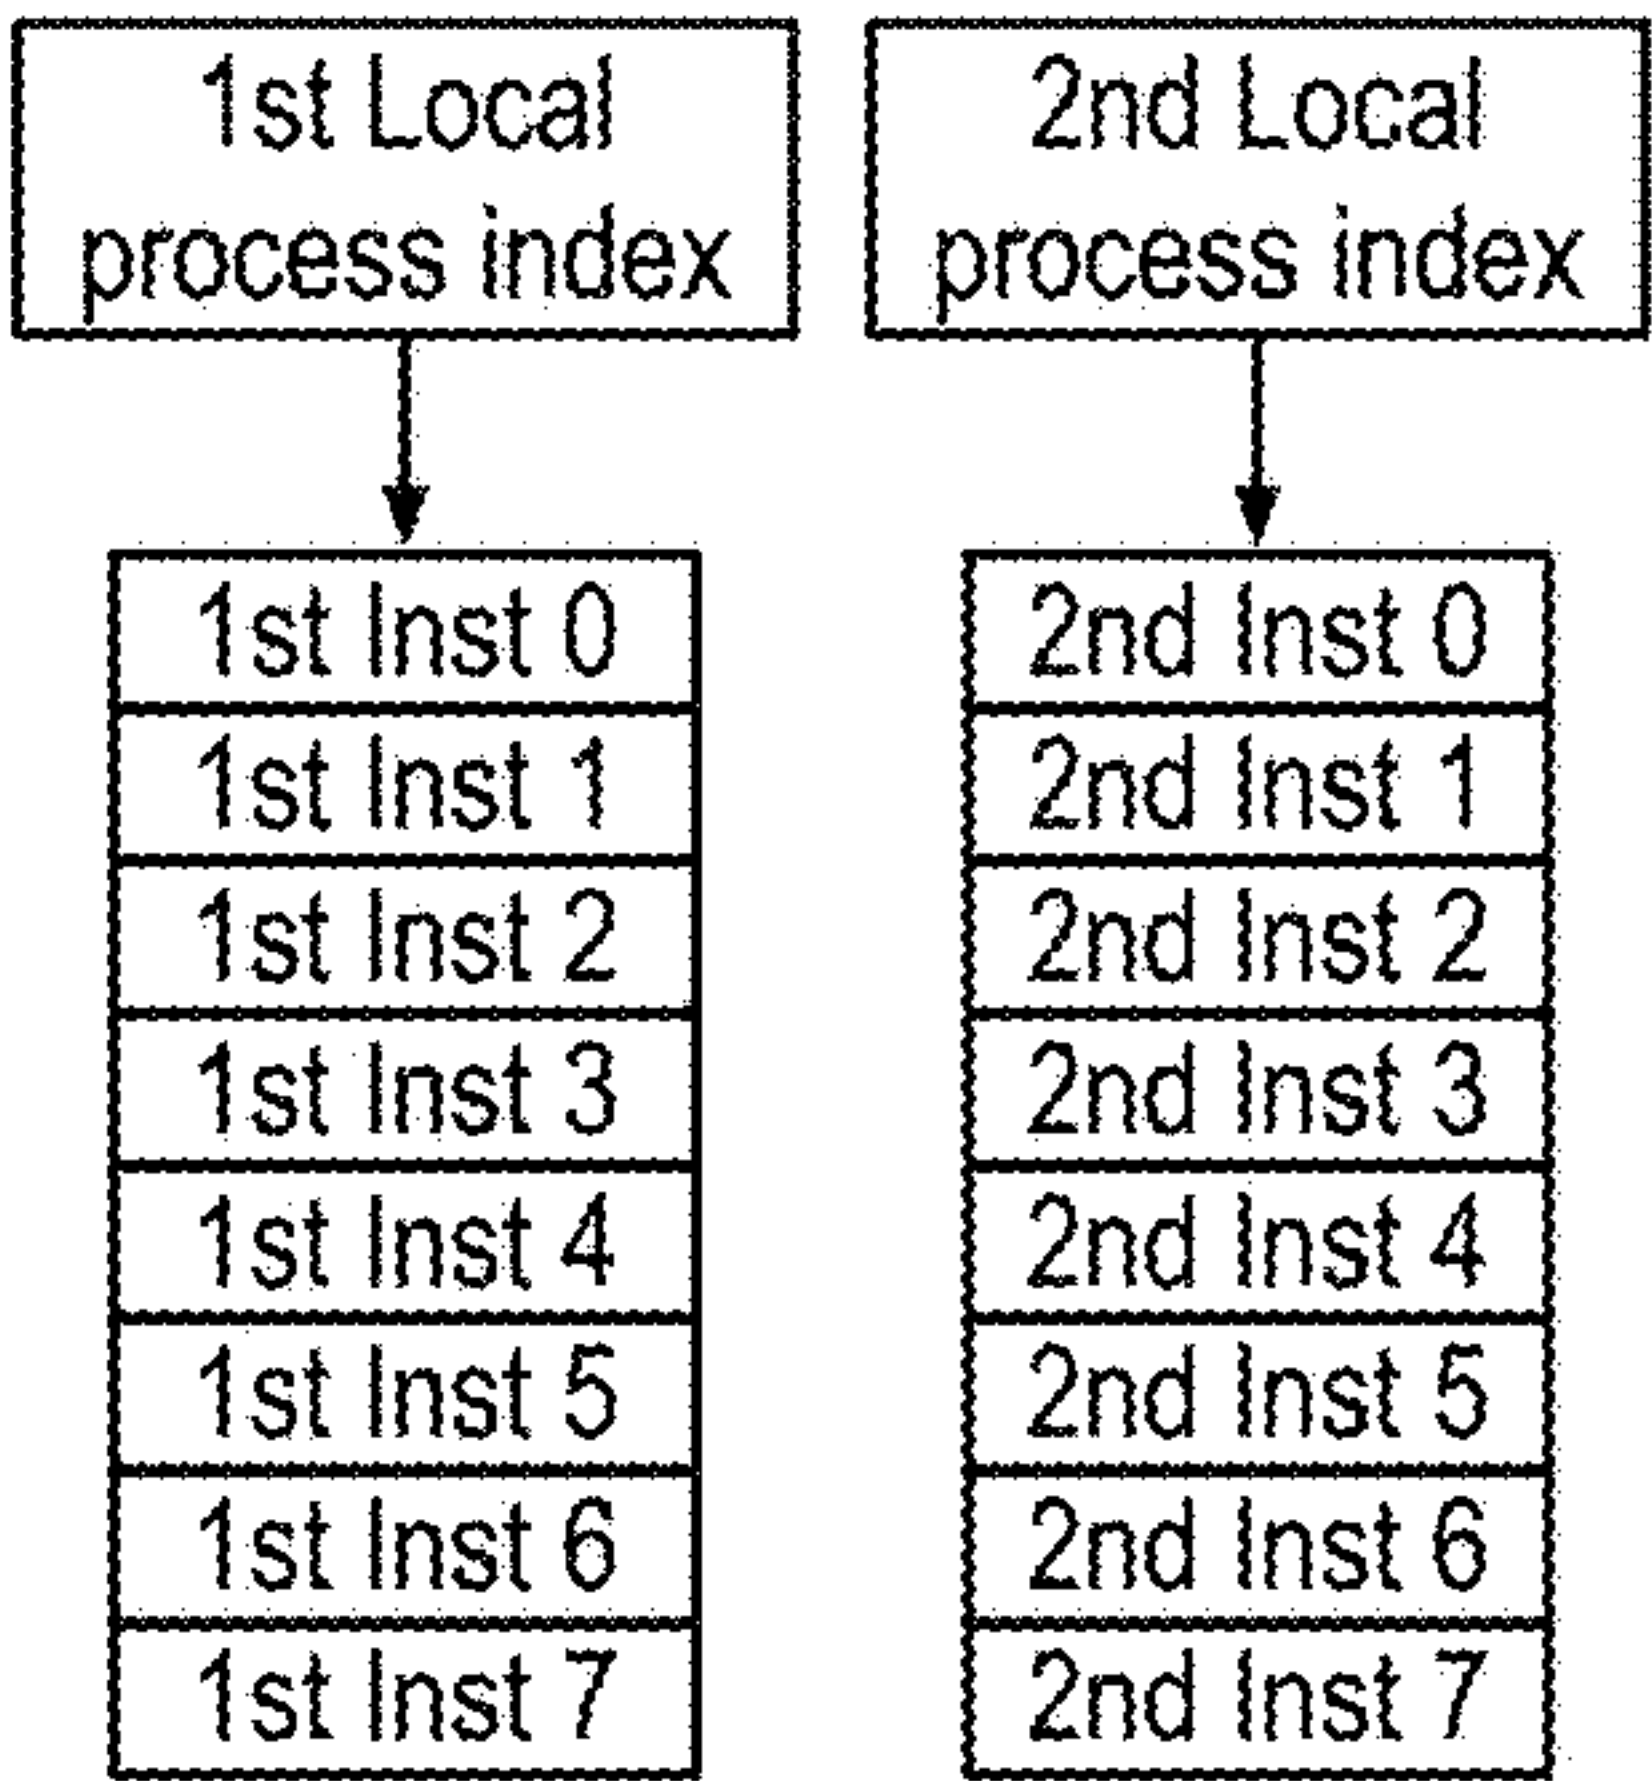 1st Local
process index
2nd Local
process index
1st Inst 0
1st Inst 1
1st Inst 2
1st Inst 3
1st Inst 4
1st Inst 5
1st Inst 6
1st Inst 7
2nd Inst 0
2nd Inst 1
2nd Inst 2
2nd Inst 3
2nd Inst 4
2nd Inst 5
2nd Inst 6
2nd Inst 7